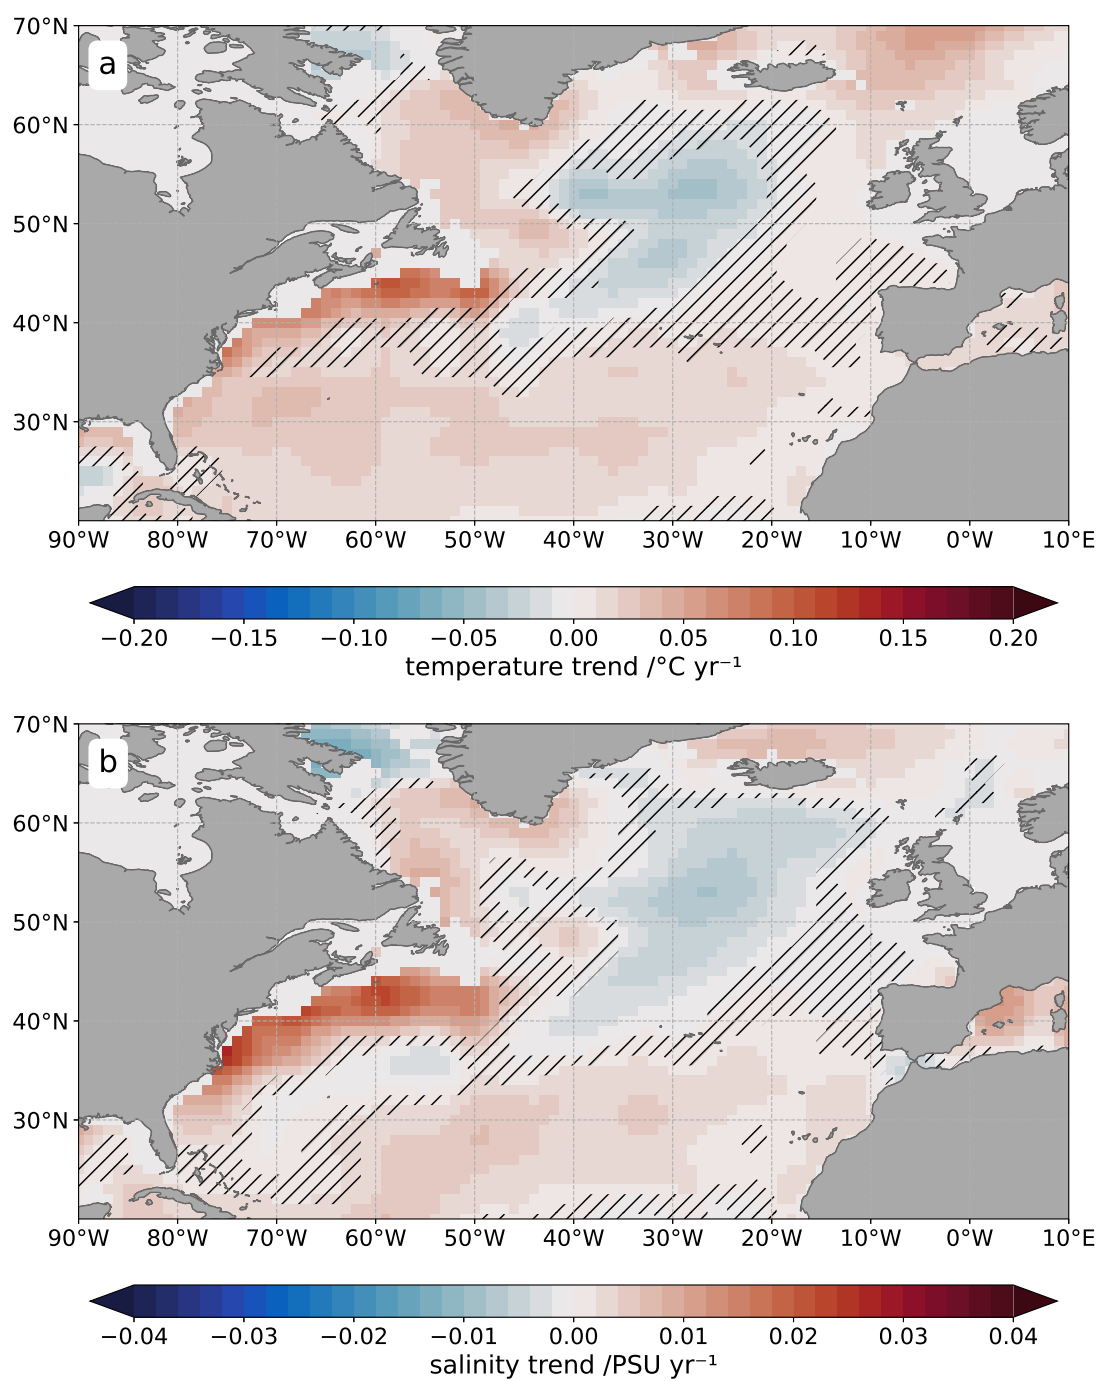 a
70°N
60°N
50°N
40°N
30°N
90°W 80°W 70°W 60°W 50°W 40°W 30°W 20°W 10°W 0°W 10°E
−0.20 −0.15 −0.10 −0.05 0.00 0.05 0.10 0.15 0.20
temperature trend /°C yr⁻¹
b
70°N
60°N
50°N
40°N
30°N
90°W 80°W 70°W 60°W 50°W 40°W 30°W 20°W 10°W 0°W 10°E
−0.04 −0.03 −0.02 −0.01 0.00 0.01 0.02 0.03 0.04
salinity trend /PSU yr⁻¹